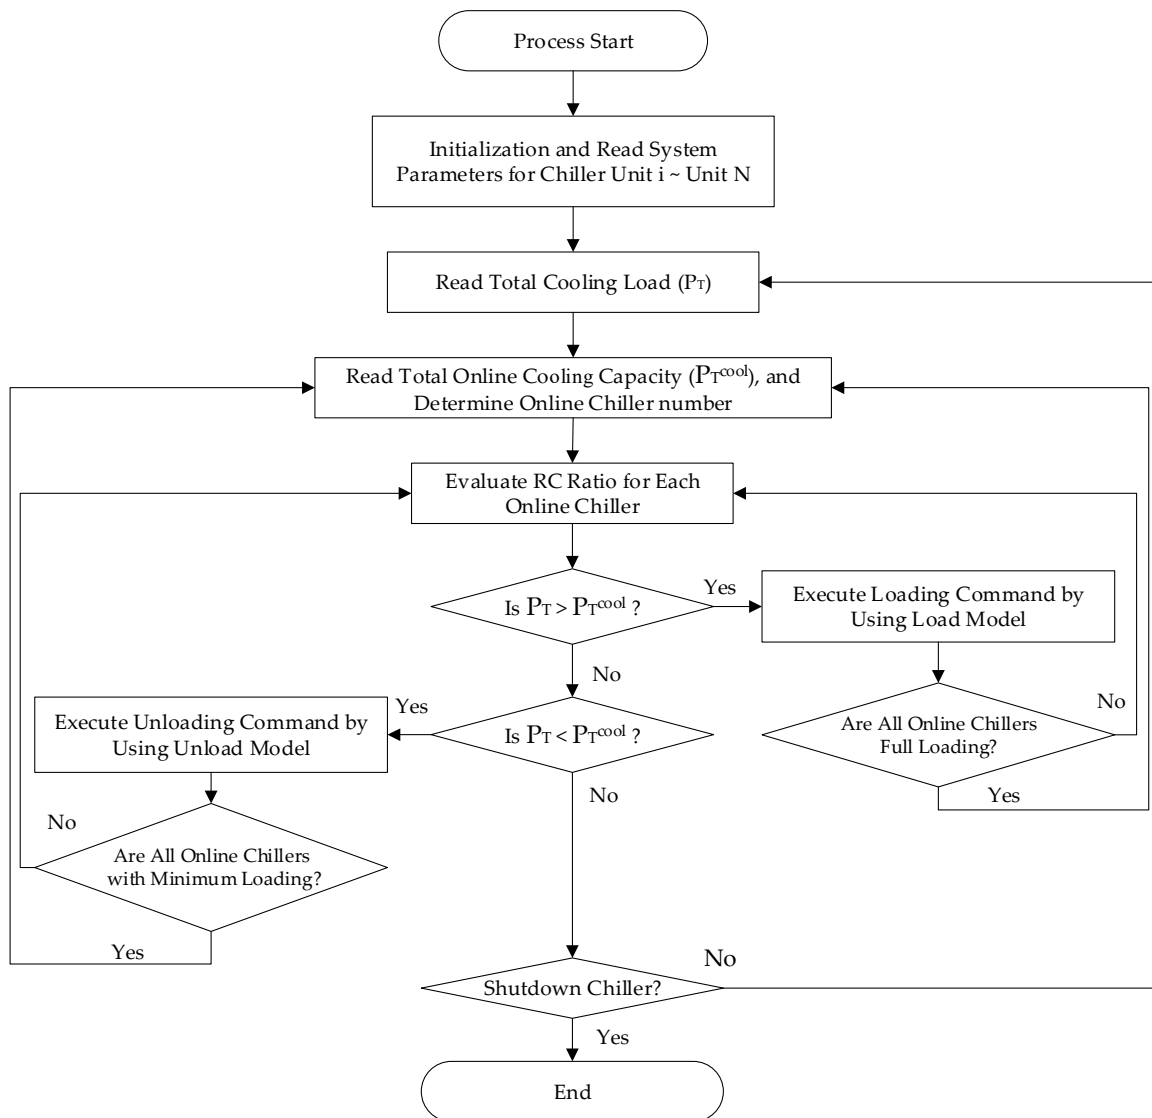 Process Start
Initialization and Read System
Parameters for Chiller Unit i ~ Unit N
Read Total Cooling Load (PT)
Read Total Online Cooling Capacity (PTcool), and
Determine Online Chiller number
Evaluate RC Ratio for Each
Online Chiller
Is PT > PTcool ?
Yes
Execute Loading Command by
Using Load Model
No
Are All Online Chillers
Full Loading?
No
Yes
Is PT < PTcool ?
Yes
Execute Unloading Command by
Using Unload Model
No
No
Are All Online Chillers
with Minimum Loading?
Yes
Shutdown Chiller?
No
Yes
End